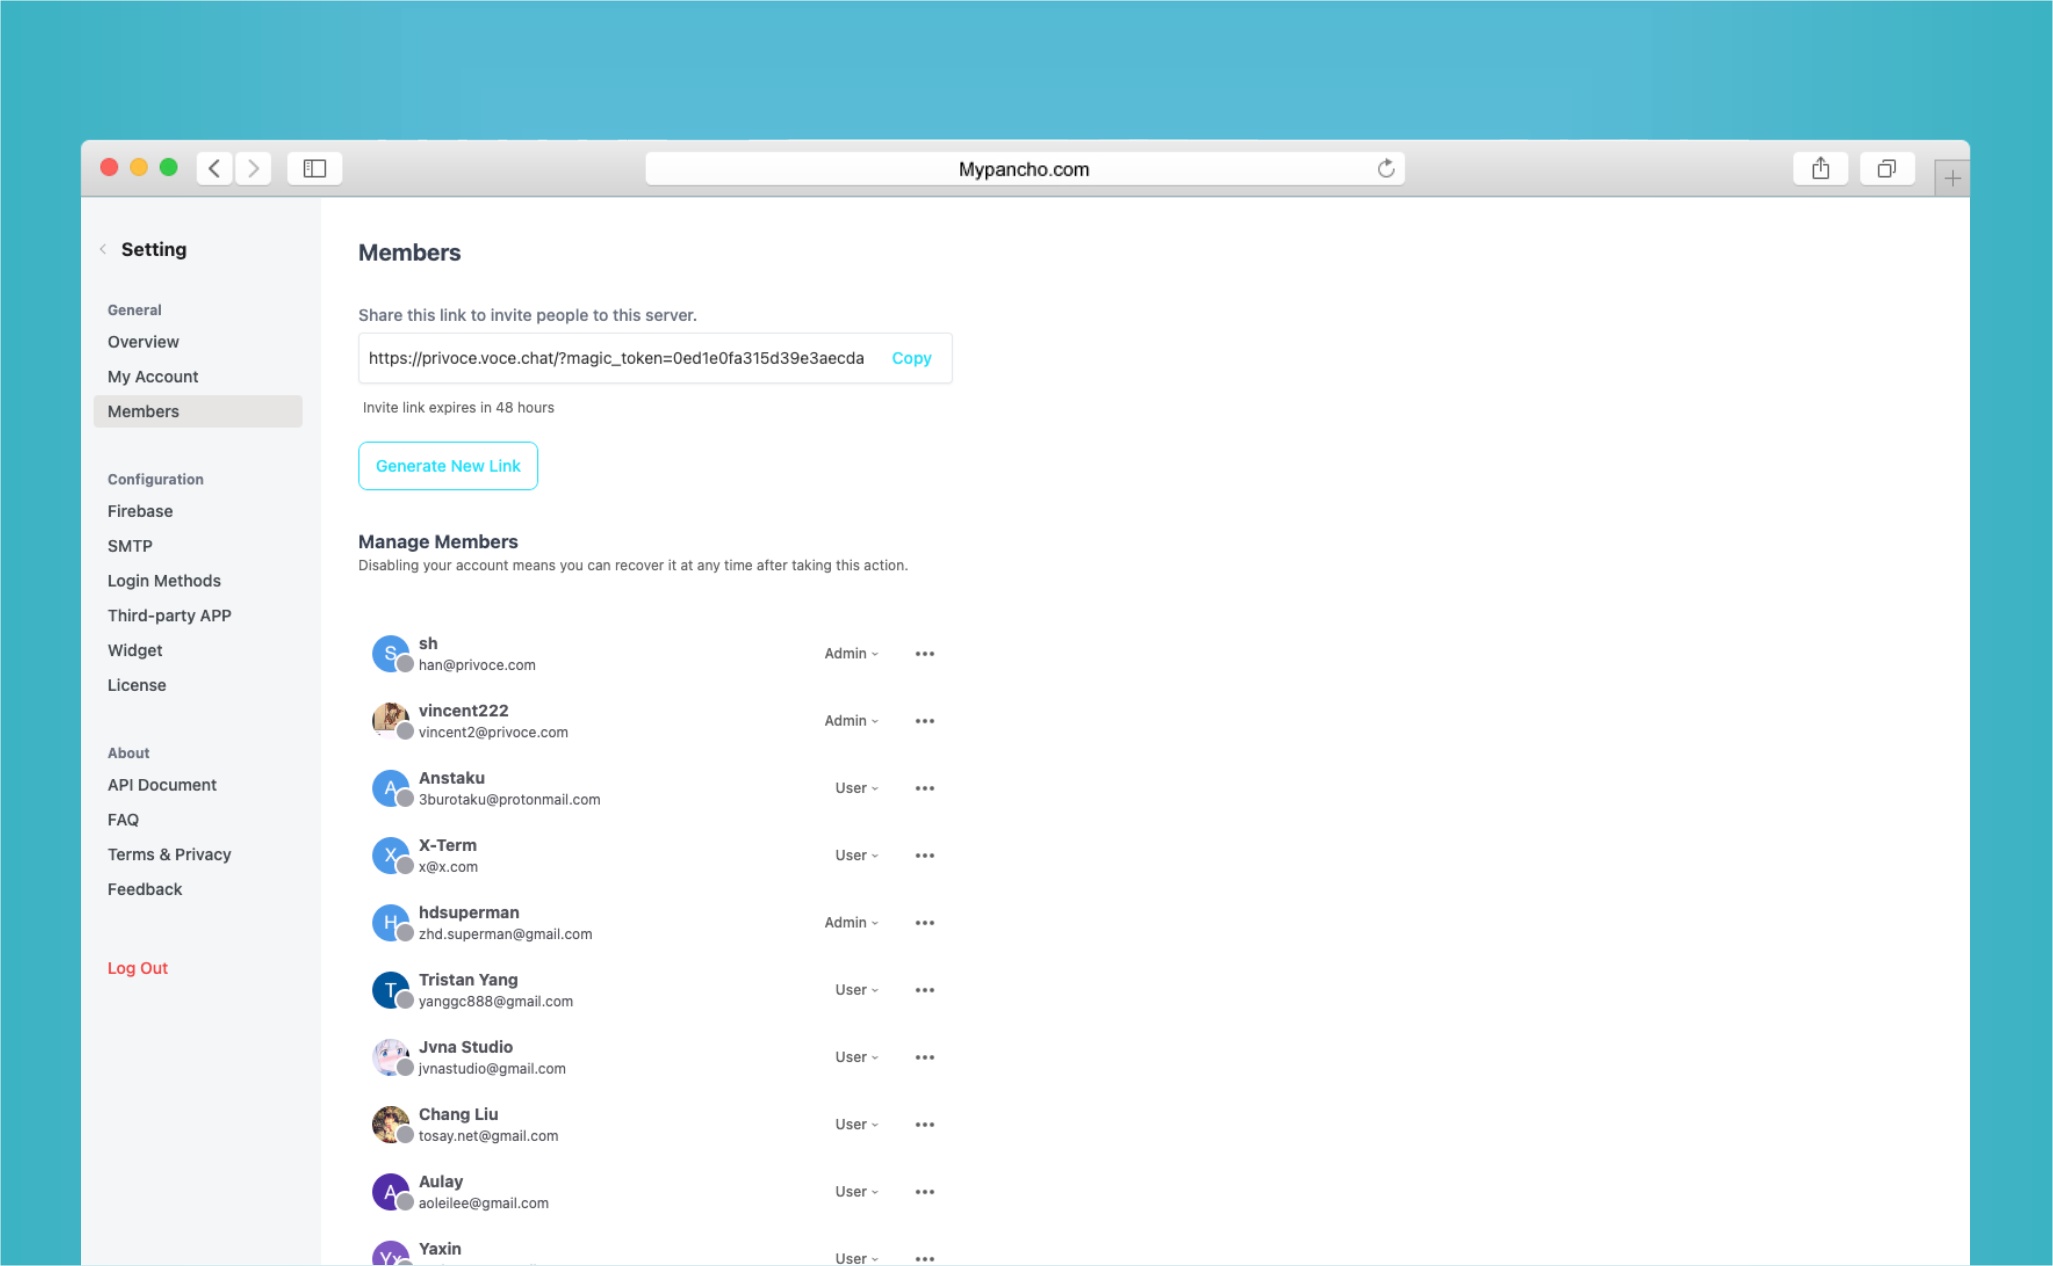 Mypancho.com
Setting
General
Overview
My Account
Members
Configuration
Firebase
SMTP
Login Methods
Third-party APP
Widget
License
About
API Document
FAQ
Terms & Privacy
Feedback
Log Out
Members
Share this link to invite people to this server.
https://privoce.voce.chat/?magic_token=0ed1e0fa315d39e3aecda Copy
Invite link expires in 48 hours
Generate New Link
Manage Members
Disabling your account means you can recover it at any time after taking this action.
S sh Admin
han@privoce.com
vincent222 Admin
vincent2@privoce.com
A Anstaku User
3burotaku@protonmail.com
X X-Term User
x@x.com
H hdsuperman Admin
zhd.superman@gmail.com
T Tristan Yang User
yanggc888@gmail.com
Jvna Studio User
jvnastudio@gmail.com
Chang Liu User
tosay.net@gmail.com
A Aulay User
aoleilee@gmail.com
Yx Yaxin User